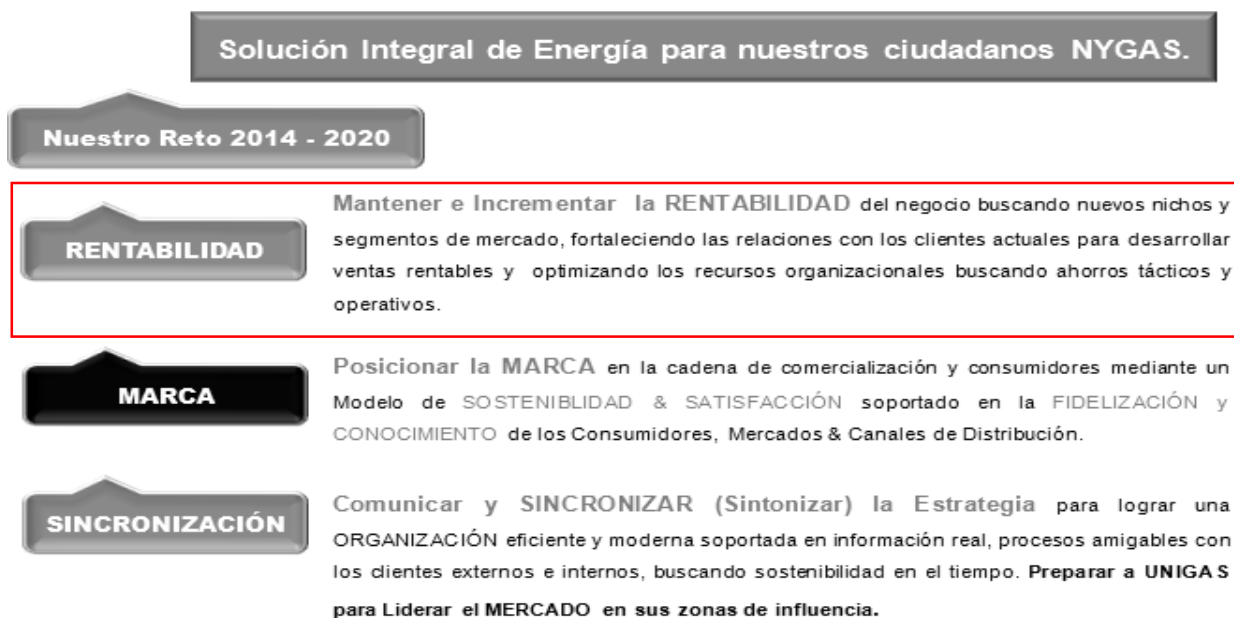 Solución Integral de Energía para nuestros ciudadanos NYGAS.
Nuestro Reto 2014 - 2020
RENTABILIDAD
Mantener e Incrementar la RENTABILIDAD del negocio buscando nuevos nichos y
segmentos de mercado, fortaleciendo las relaciones con los clientes actuales para desarrollar
ventas rentables y optimizando los recursos organizacionales buscando ahorros tácticos y
operativos.
MARCA
Posicionar la MARCA en la cadena de comercialización y consumidores mediante un
Modelo de SOSTENIBLIDAD & SATISFACCIÓN soportado en la FIDELIZACIÓN y
CONOCIMIENTO de los Consumidores, Mercados & Canales de Distribución.
SINCRONIZACIÓN
Comunicar y SINCRONIZAR (Sintonizar) la Estrategia para lograr una
ORGANIZACIÓN eficiente y moderna soportada en información real, procesos amigables con
los clientes externos e internos, buscando sostenibilidad en el tiempo. Preparar a UNIGAS
para Liderar el MERCADO en sus zonas de influencia.